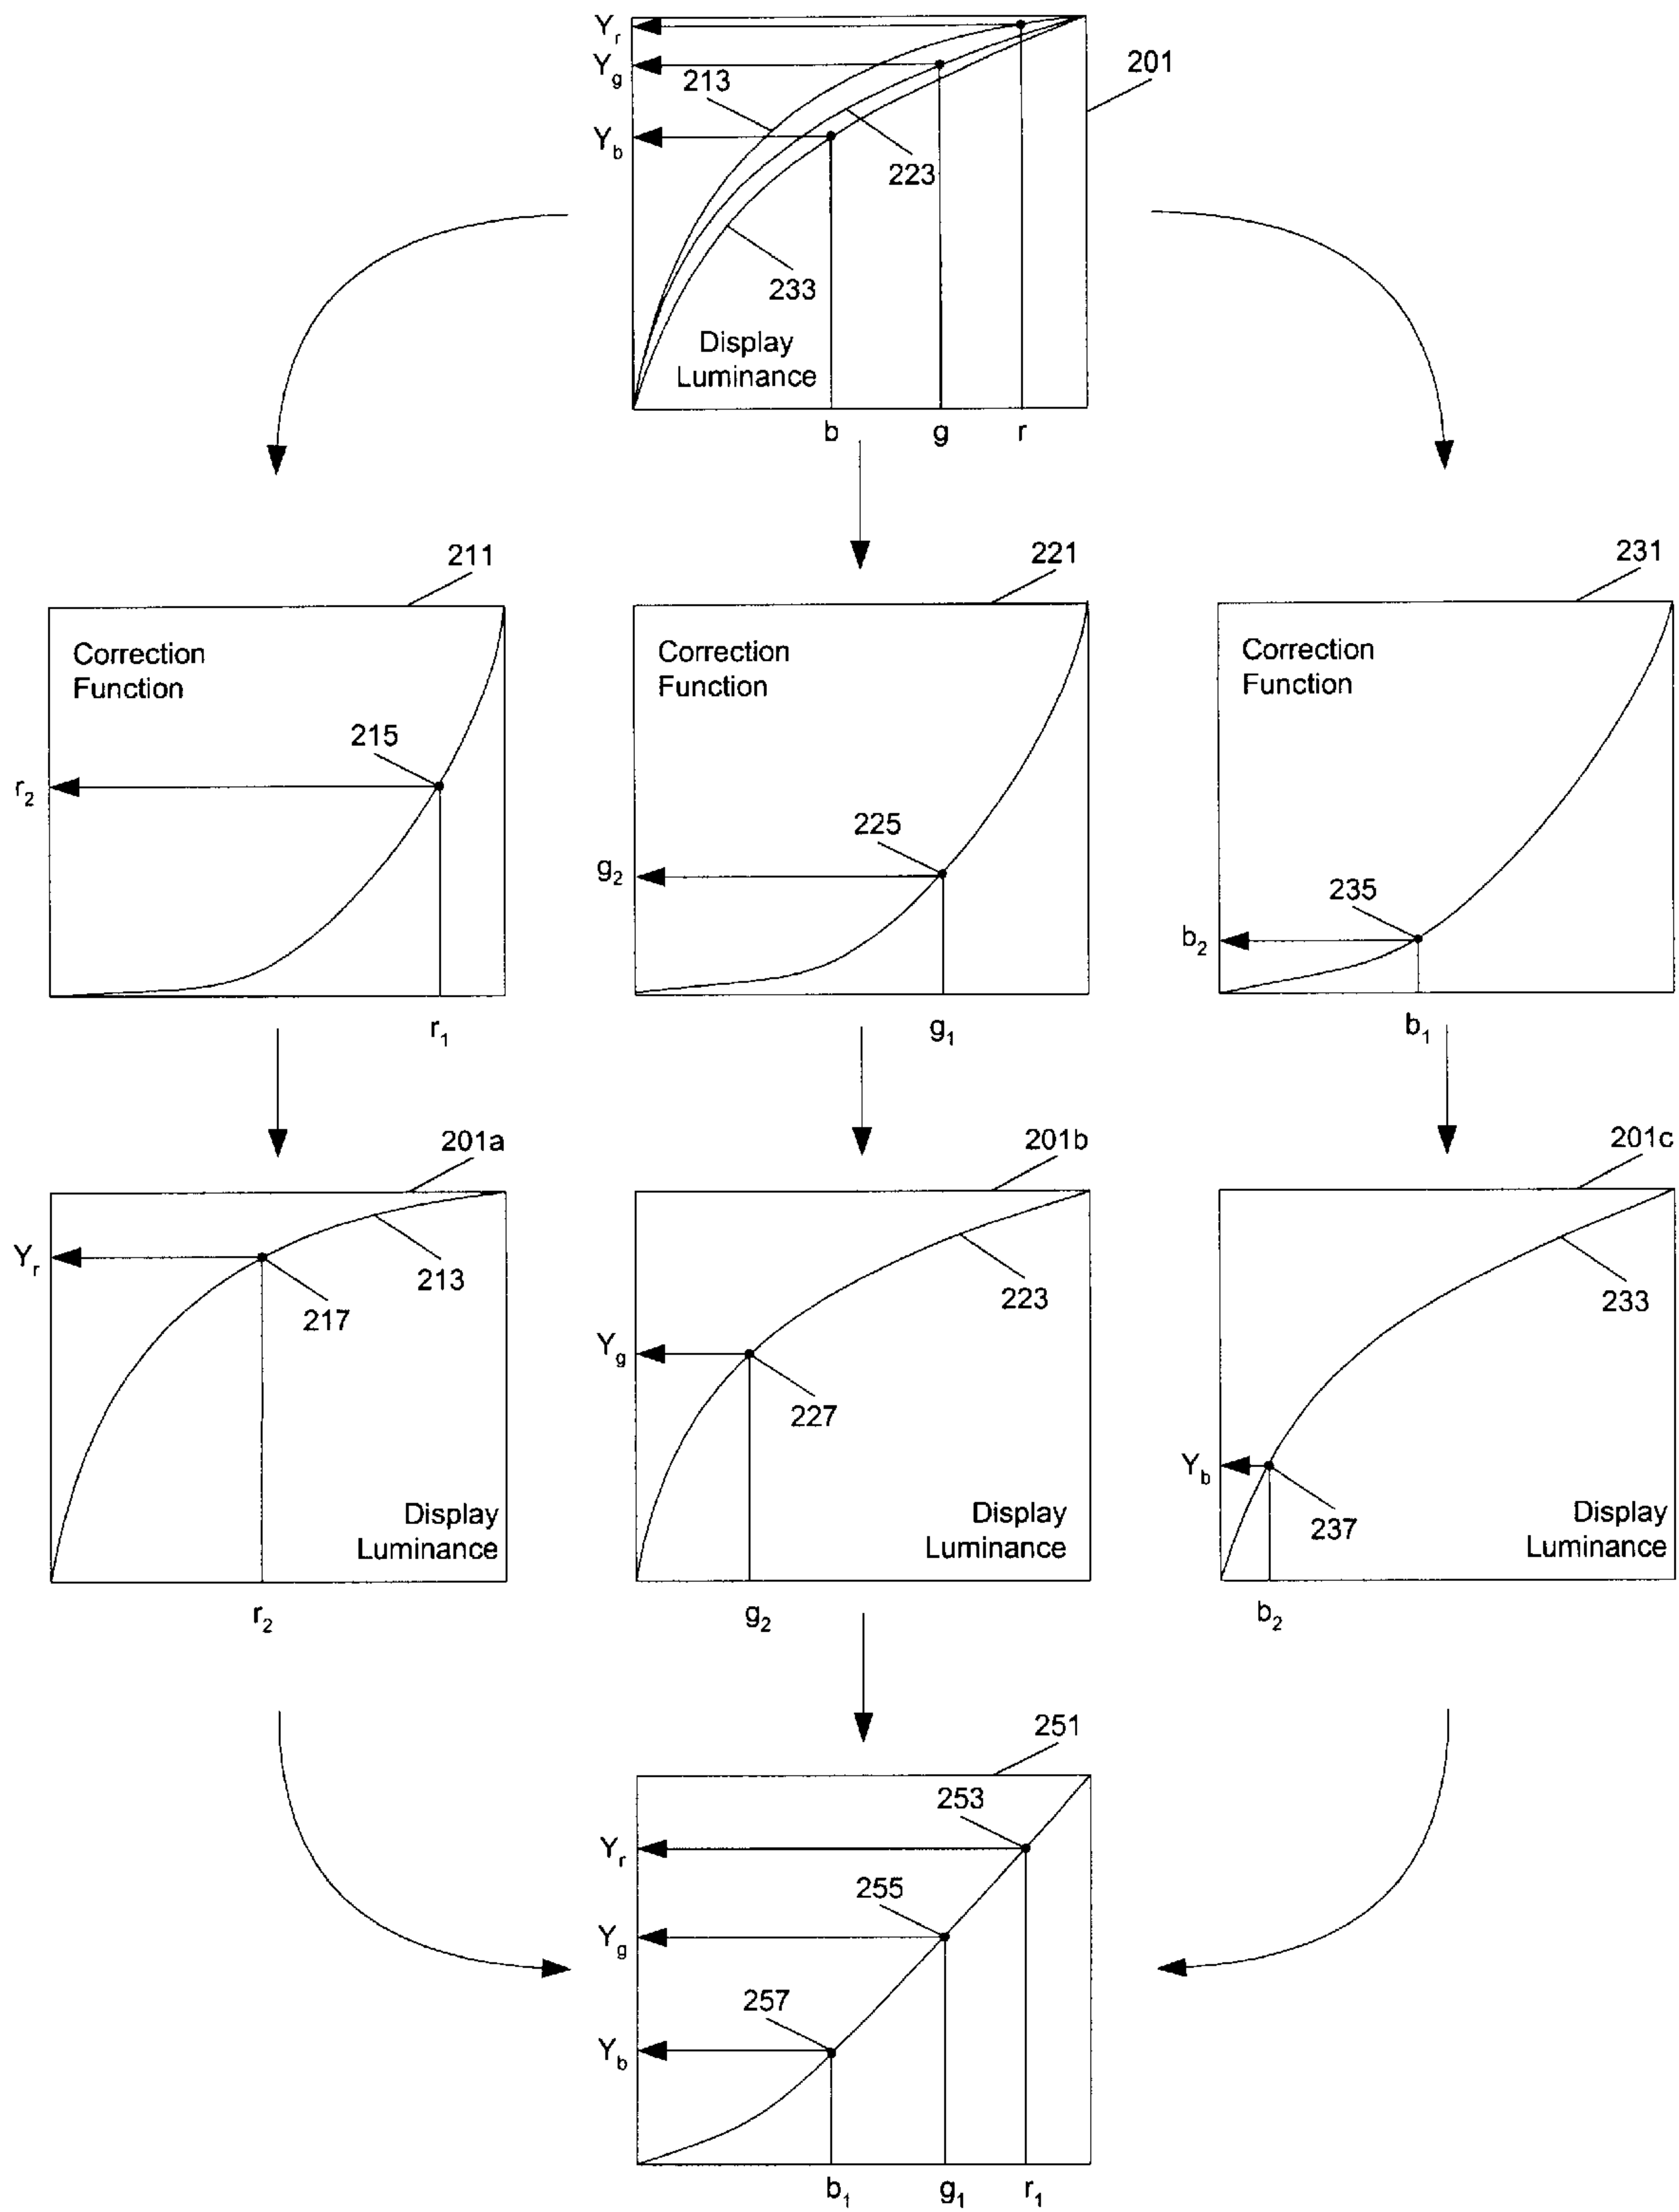 Yr
Yg
Yb
213
201
223
233
Display
Luminance
b g r
211
221
231
Correction
Function
Correction
Function
Correction
Function
215
225
235
r2
g2
b2
r1
g1
b1
201a
201b
201c
Yr
213
217
Yg
223
227
Yb
233
237
Display
Luminance
Display
Luminance
Display
Luminance
r2
g2
b2
251
253
Yr
255
Yg
257
Yb
b1 g1 r1